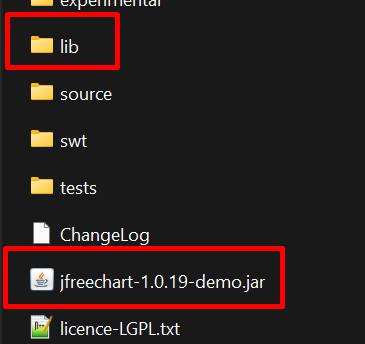 experimental
lib
source
swt
tests
ChangeLog
jfreechart-1.0.19-demo.jar
licence-LGPL.txt